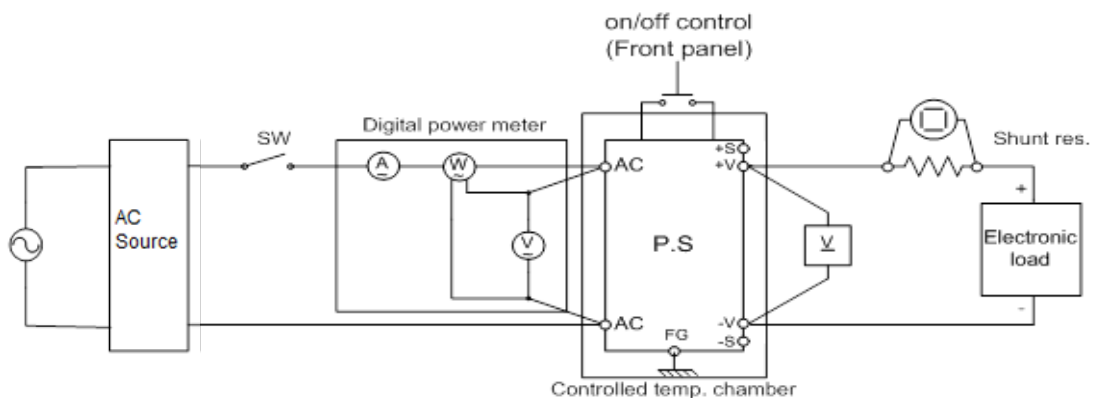 on/off control
(Front panel)
SW
Digital power meter
Shunt res.
A
W
+S
+V
AC
AC
Source
V
P.S
V
+
Electronic
load
-
AC
FG
-V
-S
Controlled temp. chamber